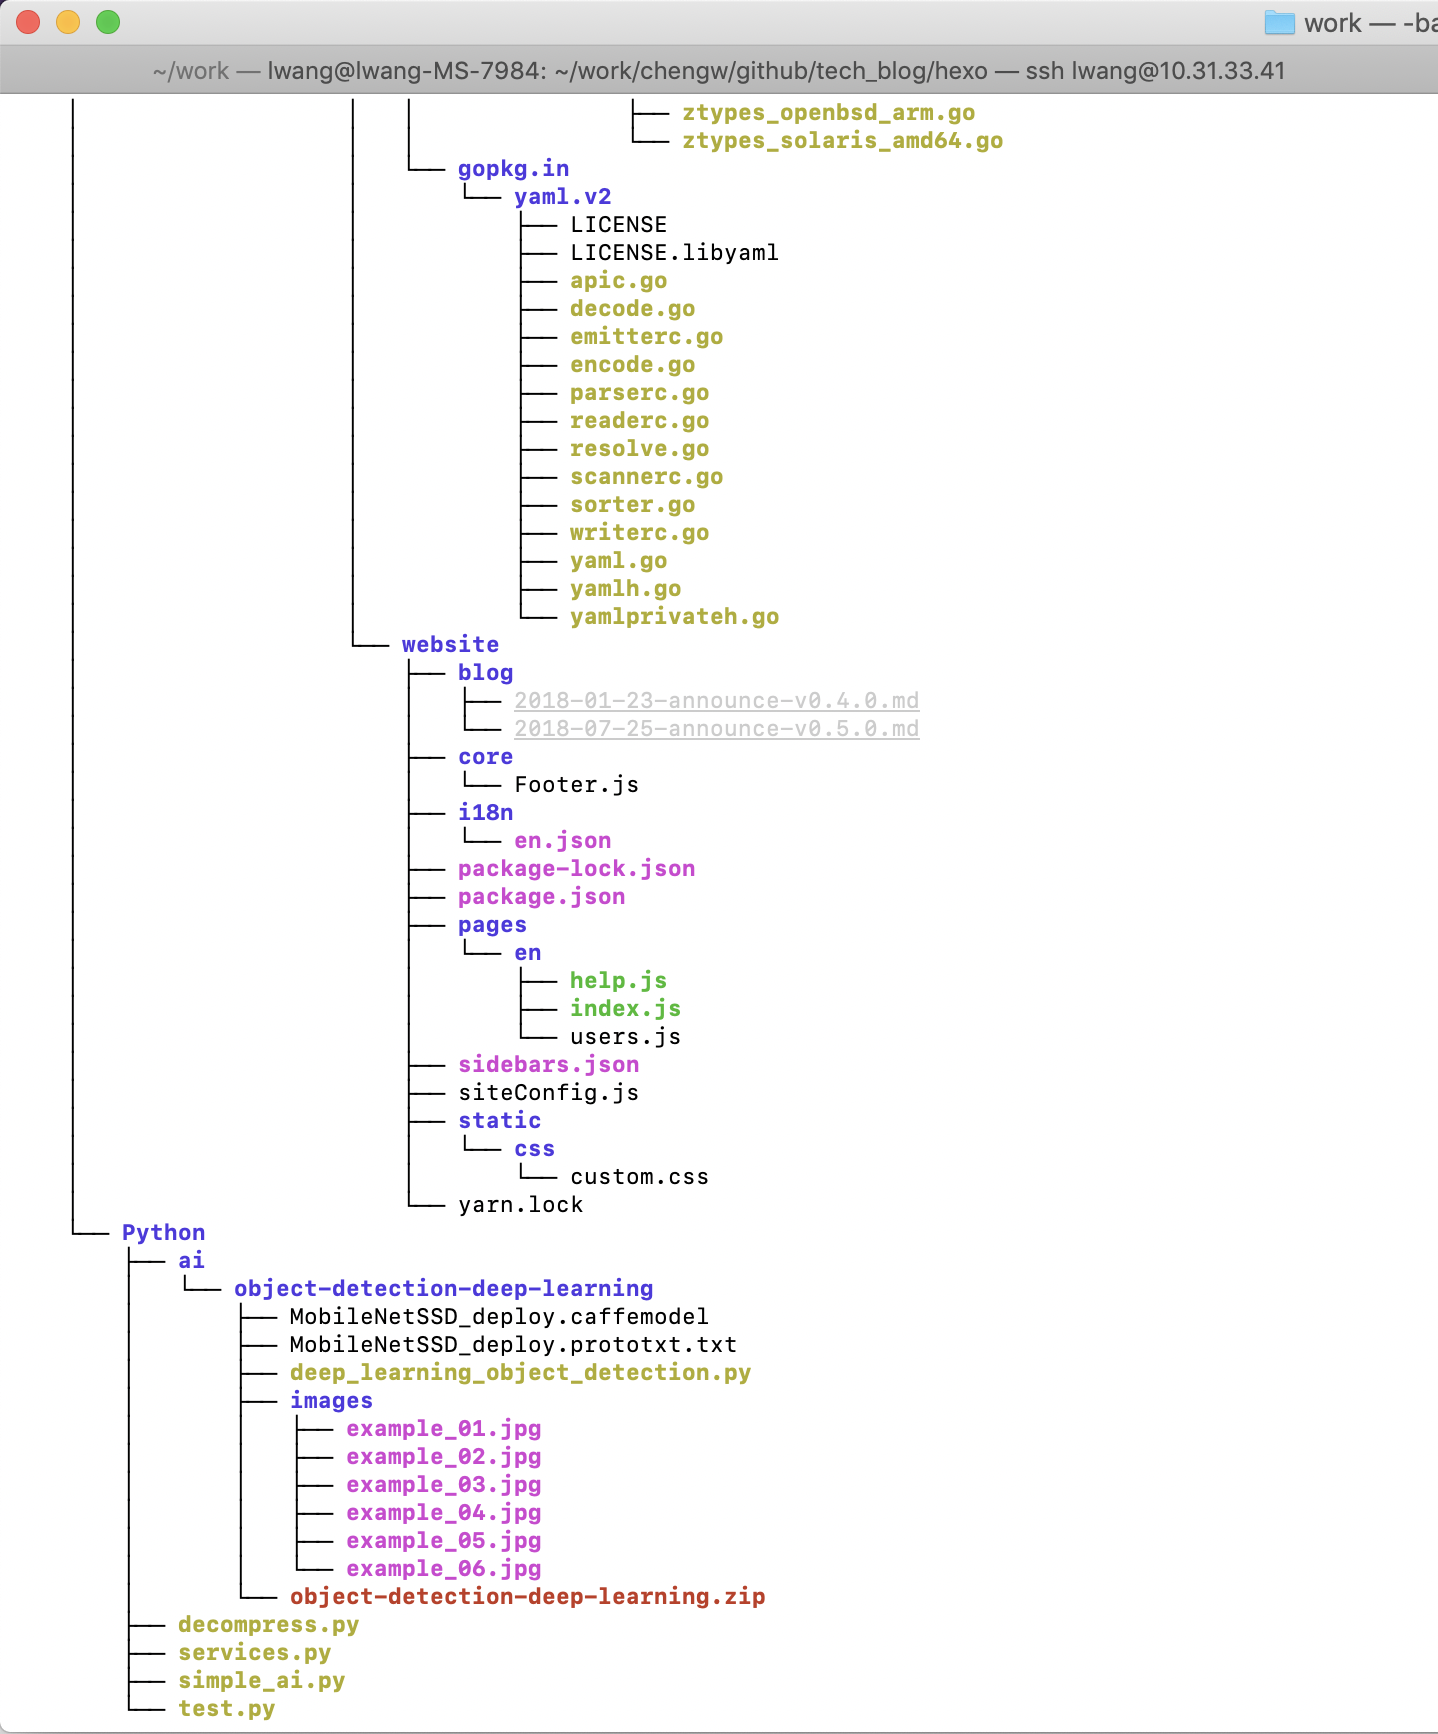 work — -ba
~/work — lwang@lwang-MS-7984: ~/work/chengw/github/tech_blog/hexo — ssh lwang@10.31.33.41
ztypes_openbsd_arm.go
ztypes_solaris_amd64.go
gopkg.in
yaml.v2
LICENSE
LICENSE.libyaml
apic.go
decode.go
emitterc.go
encode.go
parserc.go
readerc.go
resolve.go
scannerc.go
sorter.go
writerc.go
yaml.go
yamlh.go
yamlprivateh.go
website
blog
2018-01-23-announce-v0.4.0.md
2018-07-25-announce-v0.5.0.md
core
Footer.js
i18n
en.json
package-lock.json
package.json
pages
en
help.js
index.js
users.js
sidebars.json
siteConfig.js
static
css
custom.css
yarn.lock
Python
ai
object-detection-deep-learning
MobileNetSSD_deploy.caffemodel
MobileNetSSD_deploy.prototxt.txt
deep_learning_object_detection.py
images
example_01.jpg
example_02.jpg
example_03.jpg
example_04.jpg
example_05.jpg
example_06.jpg
object-detection-deep-learning.zip
decompress.py
services.py
simple_ai.py
test.py